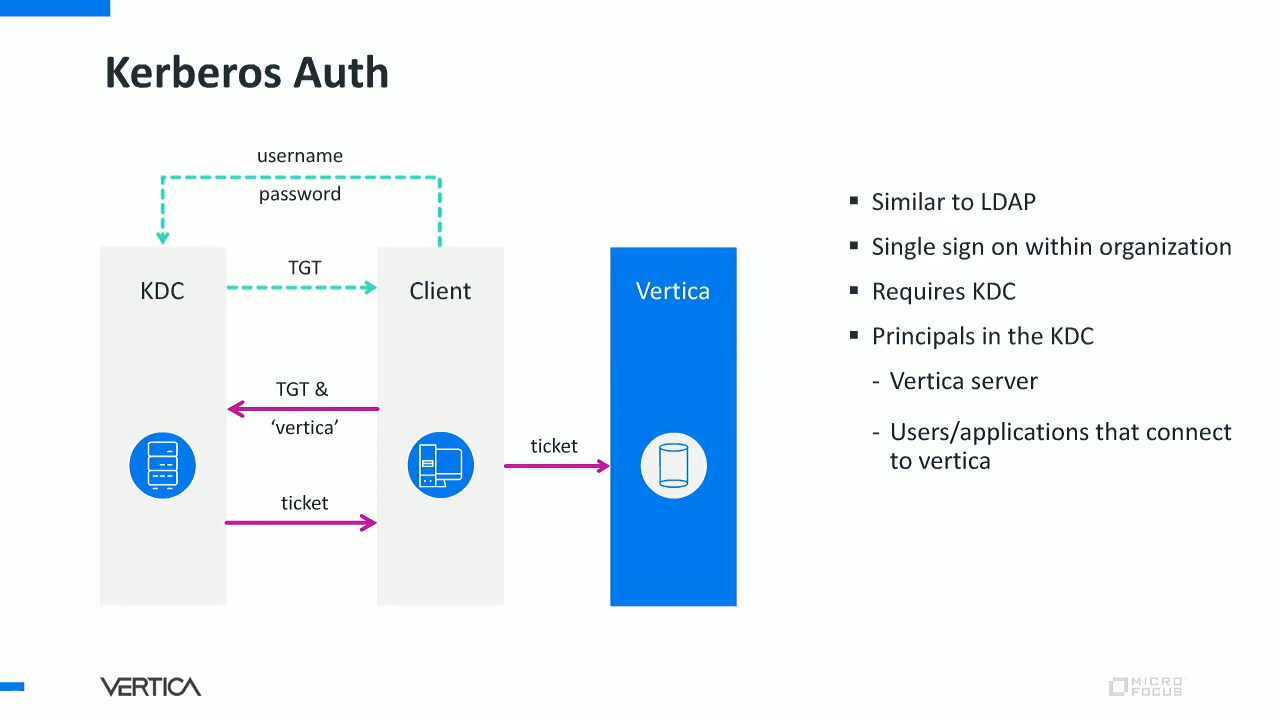 Kerberos Auth
username
password
KDC
TGT
Client
Vertica
TGT &
‘vertica’
ticket
ticket
▪ Similar to LDAP
▪ Single sign on within organization
▪ Requires KDC
▪ Principals in the KDC
- Vertica server
- Users/applications that connect
to vertica
VERTICA
MICRO
FOCUS